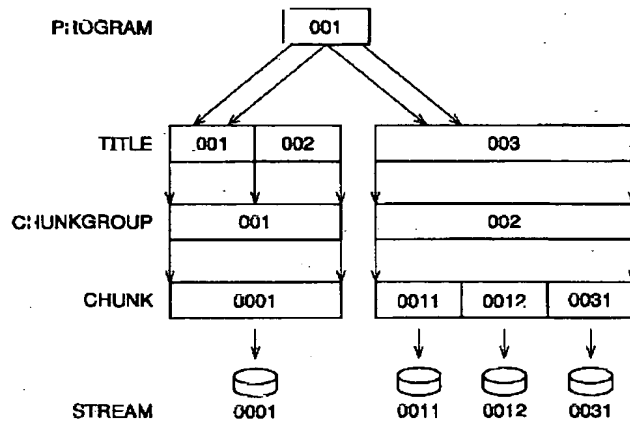 PROGRAM 001
TITLE 001 002 003
CHUNKGROUP 001 002
CHUNK 0001 0011 0012 0031
STREAM 0001 0011 0012 0031